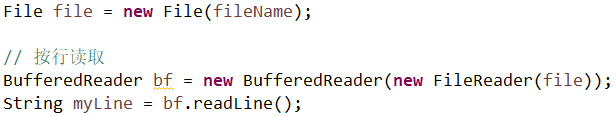 File file = new File(fileName);
// 按行读取
BufferedReader bf = new BufferedReader(new FileReader(file));
String myLine = bf.readLine();